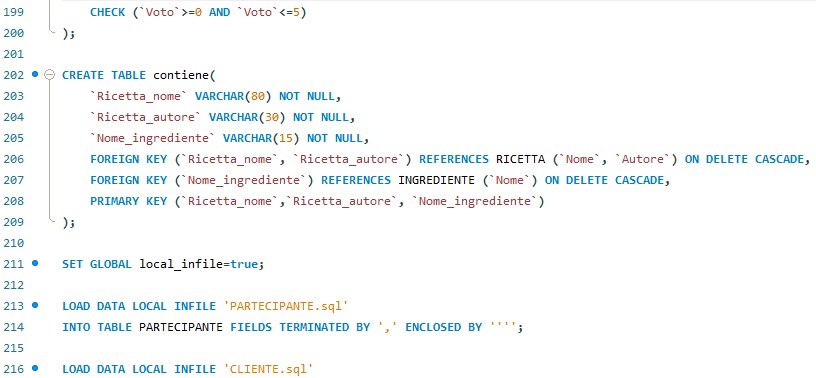 199 CHECK (`Voto`>=0 AND `Voto`<=5)
200 );
201
202 CREATE TABLE contiene(
203 `Ricetta_nome` VARCHAR(80) NOT NULL,
204 `Ricetta_autore` VARCHAR(30) NOT NULL,
205 `Nome_ingrediente` VARCHAR(15) NOT NULL,
206 FOREIGN KEY (`Ricetta_nome`, `Ricetta_autore`) REFERENCES RICETTA (`Nome`, `Autore`) ON DELETE CASCADE,
207 FOREIGN KEY (`Nome_ingrediente`) REFERENCES INGREDIENTE (`Nome`) ON DELETE CASCADE,
208 PRIMARY KEY (`Ricetta_nome`,`Ricetta_autore`, `Nome_ingrediente`)
209 );
210
211 SET GLOBAL local_infile=true;
212
213 LOAD DATA LOCAL INFILE 'PARTECIPANTE.sql'
214 INTO TABLE PARTECIPANTE FIELDS TERMINATED BY ',' ENCLOSED BY '''';
215
216 LOAD DATA LOCAL INFILE 'CLIENTE.sql'